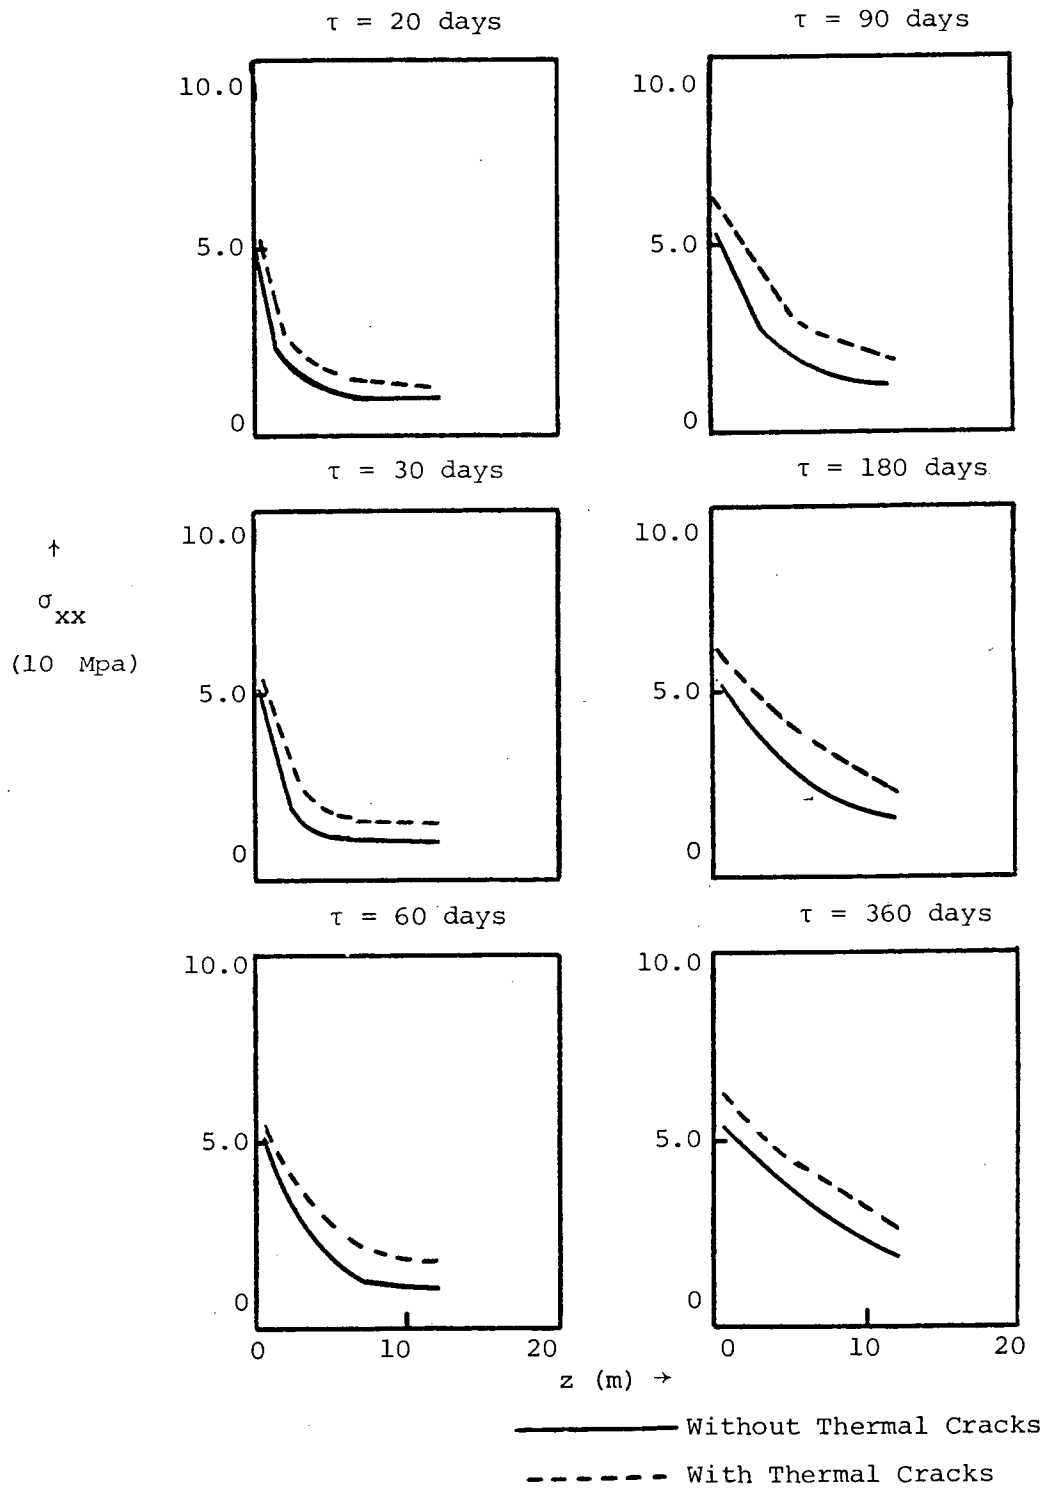 τ = 20 days
τ = 90 days
10.0
5.0
0
10.0
5.0
0
τ = 30 days
τ = 180 days
↑
σxx
(10 Mpa)
10.0
5.0
0
10.0
5.0
0
τ = 60 days
τ = 360 days
10.0
5.0
0
10.0
5.0
0
0 10 20
0 10 20
z (m) →
Without Thermal Cracks
With Thermal Cracks